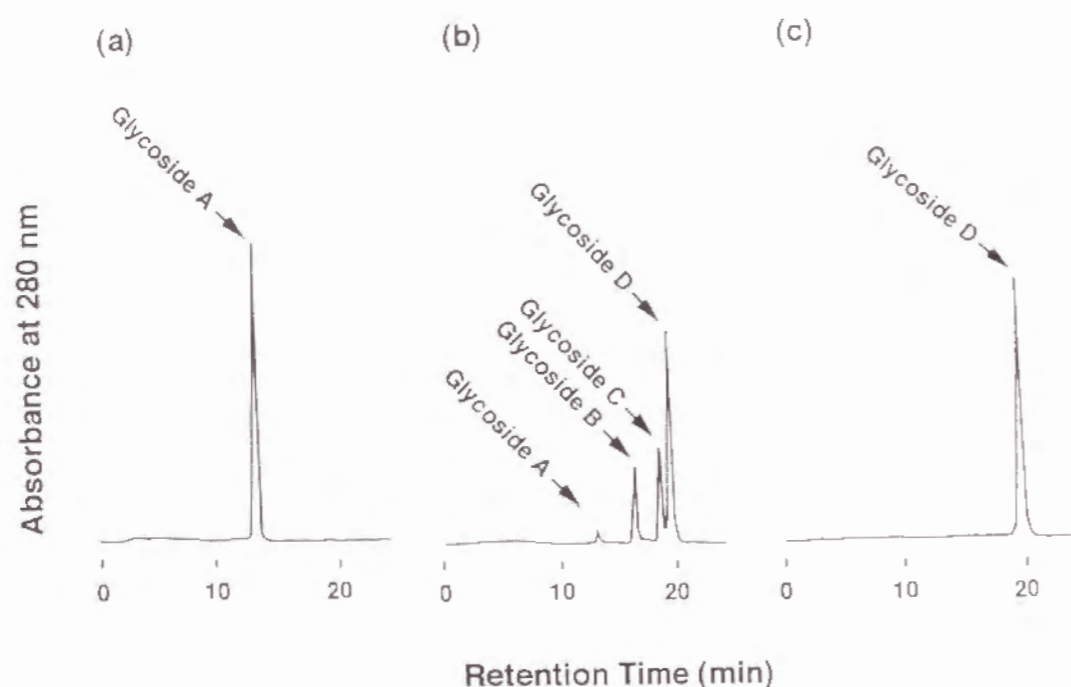 (a)
(b)
(c)
Absorbance at 280 nm
Glycoside A
Glycoside A
Glycoside B
Glycoside C
Glycoside D
Glycoside D
0 10 20
0 10 20
0 10 20
Retention Time (min)